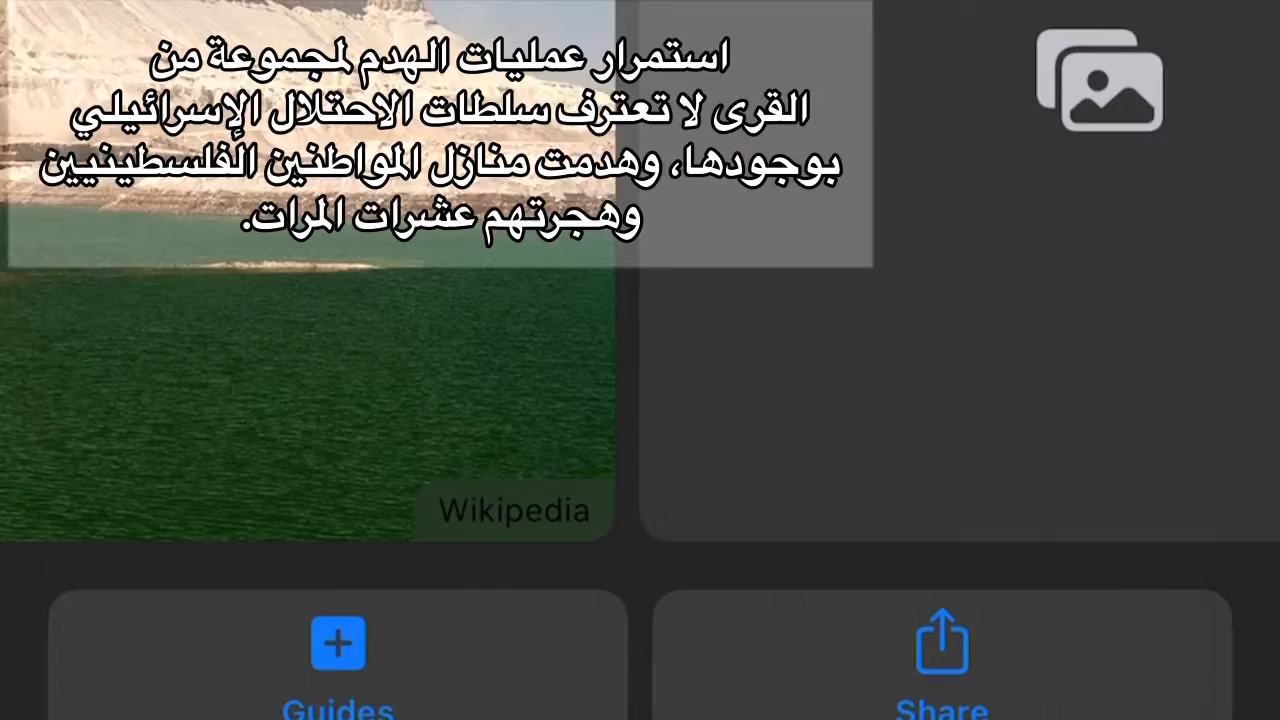 استمرار عمليات الهدم لمجموعة من
القرى لا تعترف سلطات الاحتلال الإسرائيلي
بوجودها، وهدمت منازل المواطنين الفلسطينيين
وهجرتهم عشرات المرات.
Wikipedia
Guides
Share